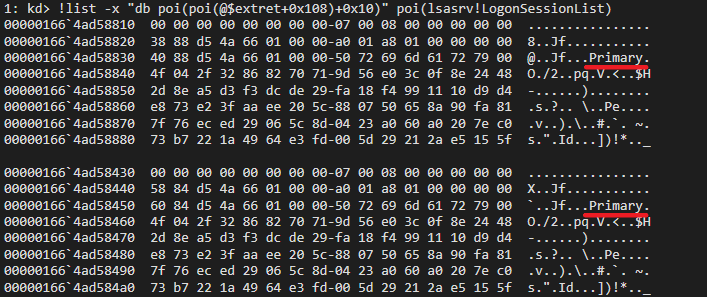 1: kd> !list -x "db poi(poi(@$extret+0x108)+0x10)" poi(lsasrv!LogonSessionList)
00000166`4ad58810  00 00 00 00 00 00 00 00-07 00 08 00 00 00 00 00  ................
00000166`4ad58820  38 88 d5 4a 66 01 00 00-a0 01 a8 01 00 00 00 00  8..Jf...........
00000166`4ad58830  40 88 d5 4a 66 01 00 00-50 72 69 6d 61 72 79 00  @..Jf...Primary.
00000166`4ad58840  4f 04 2f 32 86 82 70 71-9d 56 e0 3c 0f 8e 24 48  O./2..pq.V.<..$H
00000166`4ad58850  2d 8e a5 d3 f3 dc de 29-fa 18 f4 99 11 10 d9 d4  -......)........
00000166`4ad58860  e8 73 e2 3f aa ee 20 5c-88 07 50 65 8a 90 fa 81  .s.?.. \..Pe....
00000166`4ad58870  7f 76 ec ed 29 06 5c 8d-04 23 a0 60 a0 20 7e c0  .v..).\..#.`. ~.
00000166`4ad58880  73 b7 22 1a 49 64 e3 fd-00 5d 29 21 2a e5 15 5f  s.".Id...])!*.._
00000166`4ad58430  00 00 00 00 00 00 00 00-07 00 08 00 00 00 00 00  ................
00000166`4ad58440  58 84 d5 4a 66 01 00 00-a0 01 a8 01 00 00 00 00  X..Jf...........
00000166`4ad58450  60 84 d5 4a 66 01 00 00-50 72 69 6d 61 72 79 00  `..Jf...Primary.
00000166`4ad58460  4f 04 2f 32 86 82 70 71-9d 56 e0 3c 0f 8e 24 48  O./2..pq.V.<..$H
00000166`4ad58470  2d 8e a5 d3 f3 dc de 29-fa 18 f4 99 11 10 d9 d4  -......)........
00000166`4ad58480  e8 73 e2 3f aa ee 20 5c-88 07 50 65 8a 90 fa 81  .s.?.. \..Pe....
00000166`4ad58490  7f 76 ec ed 29 06 5c 8d-04 23 a0 60 a0 20 7e c0  .v..).\..#.`. ~.
00000166`4ad584a0  73 b7 22 1a 49 64 e3 fd-00 5d 29 21 2a e5 15 5f  s.".Id...])!*.._